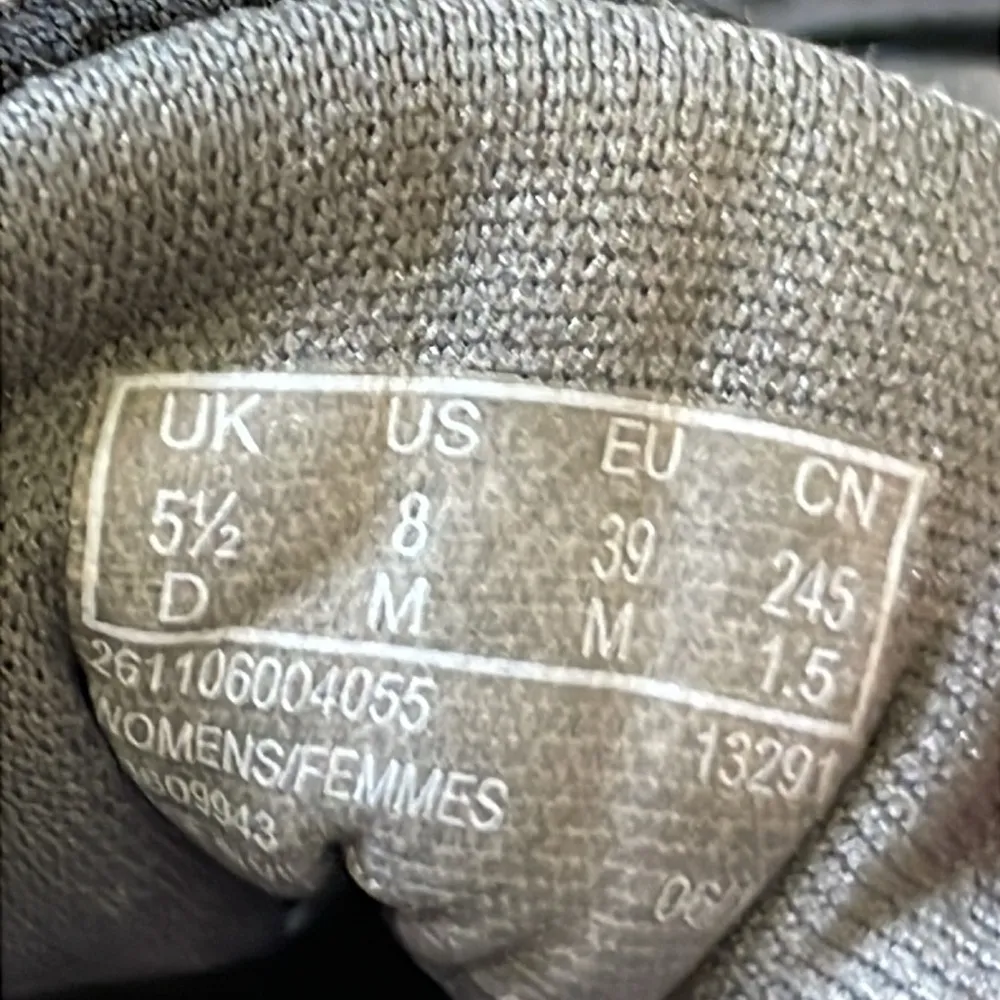 UK US EU CN
5½ 8 39 245
D M M 1.5
261106004055
13291
WOMENS/FEMMES